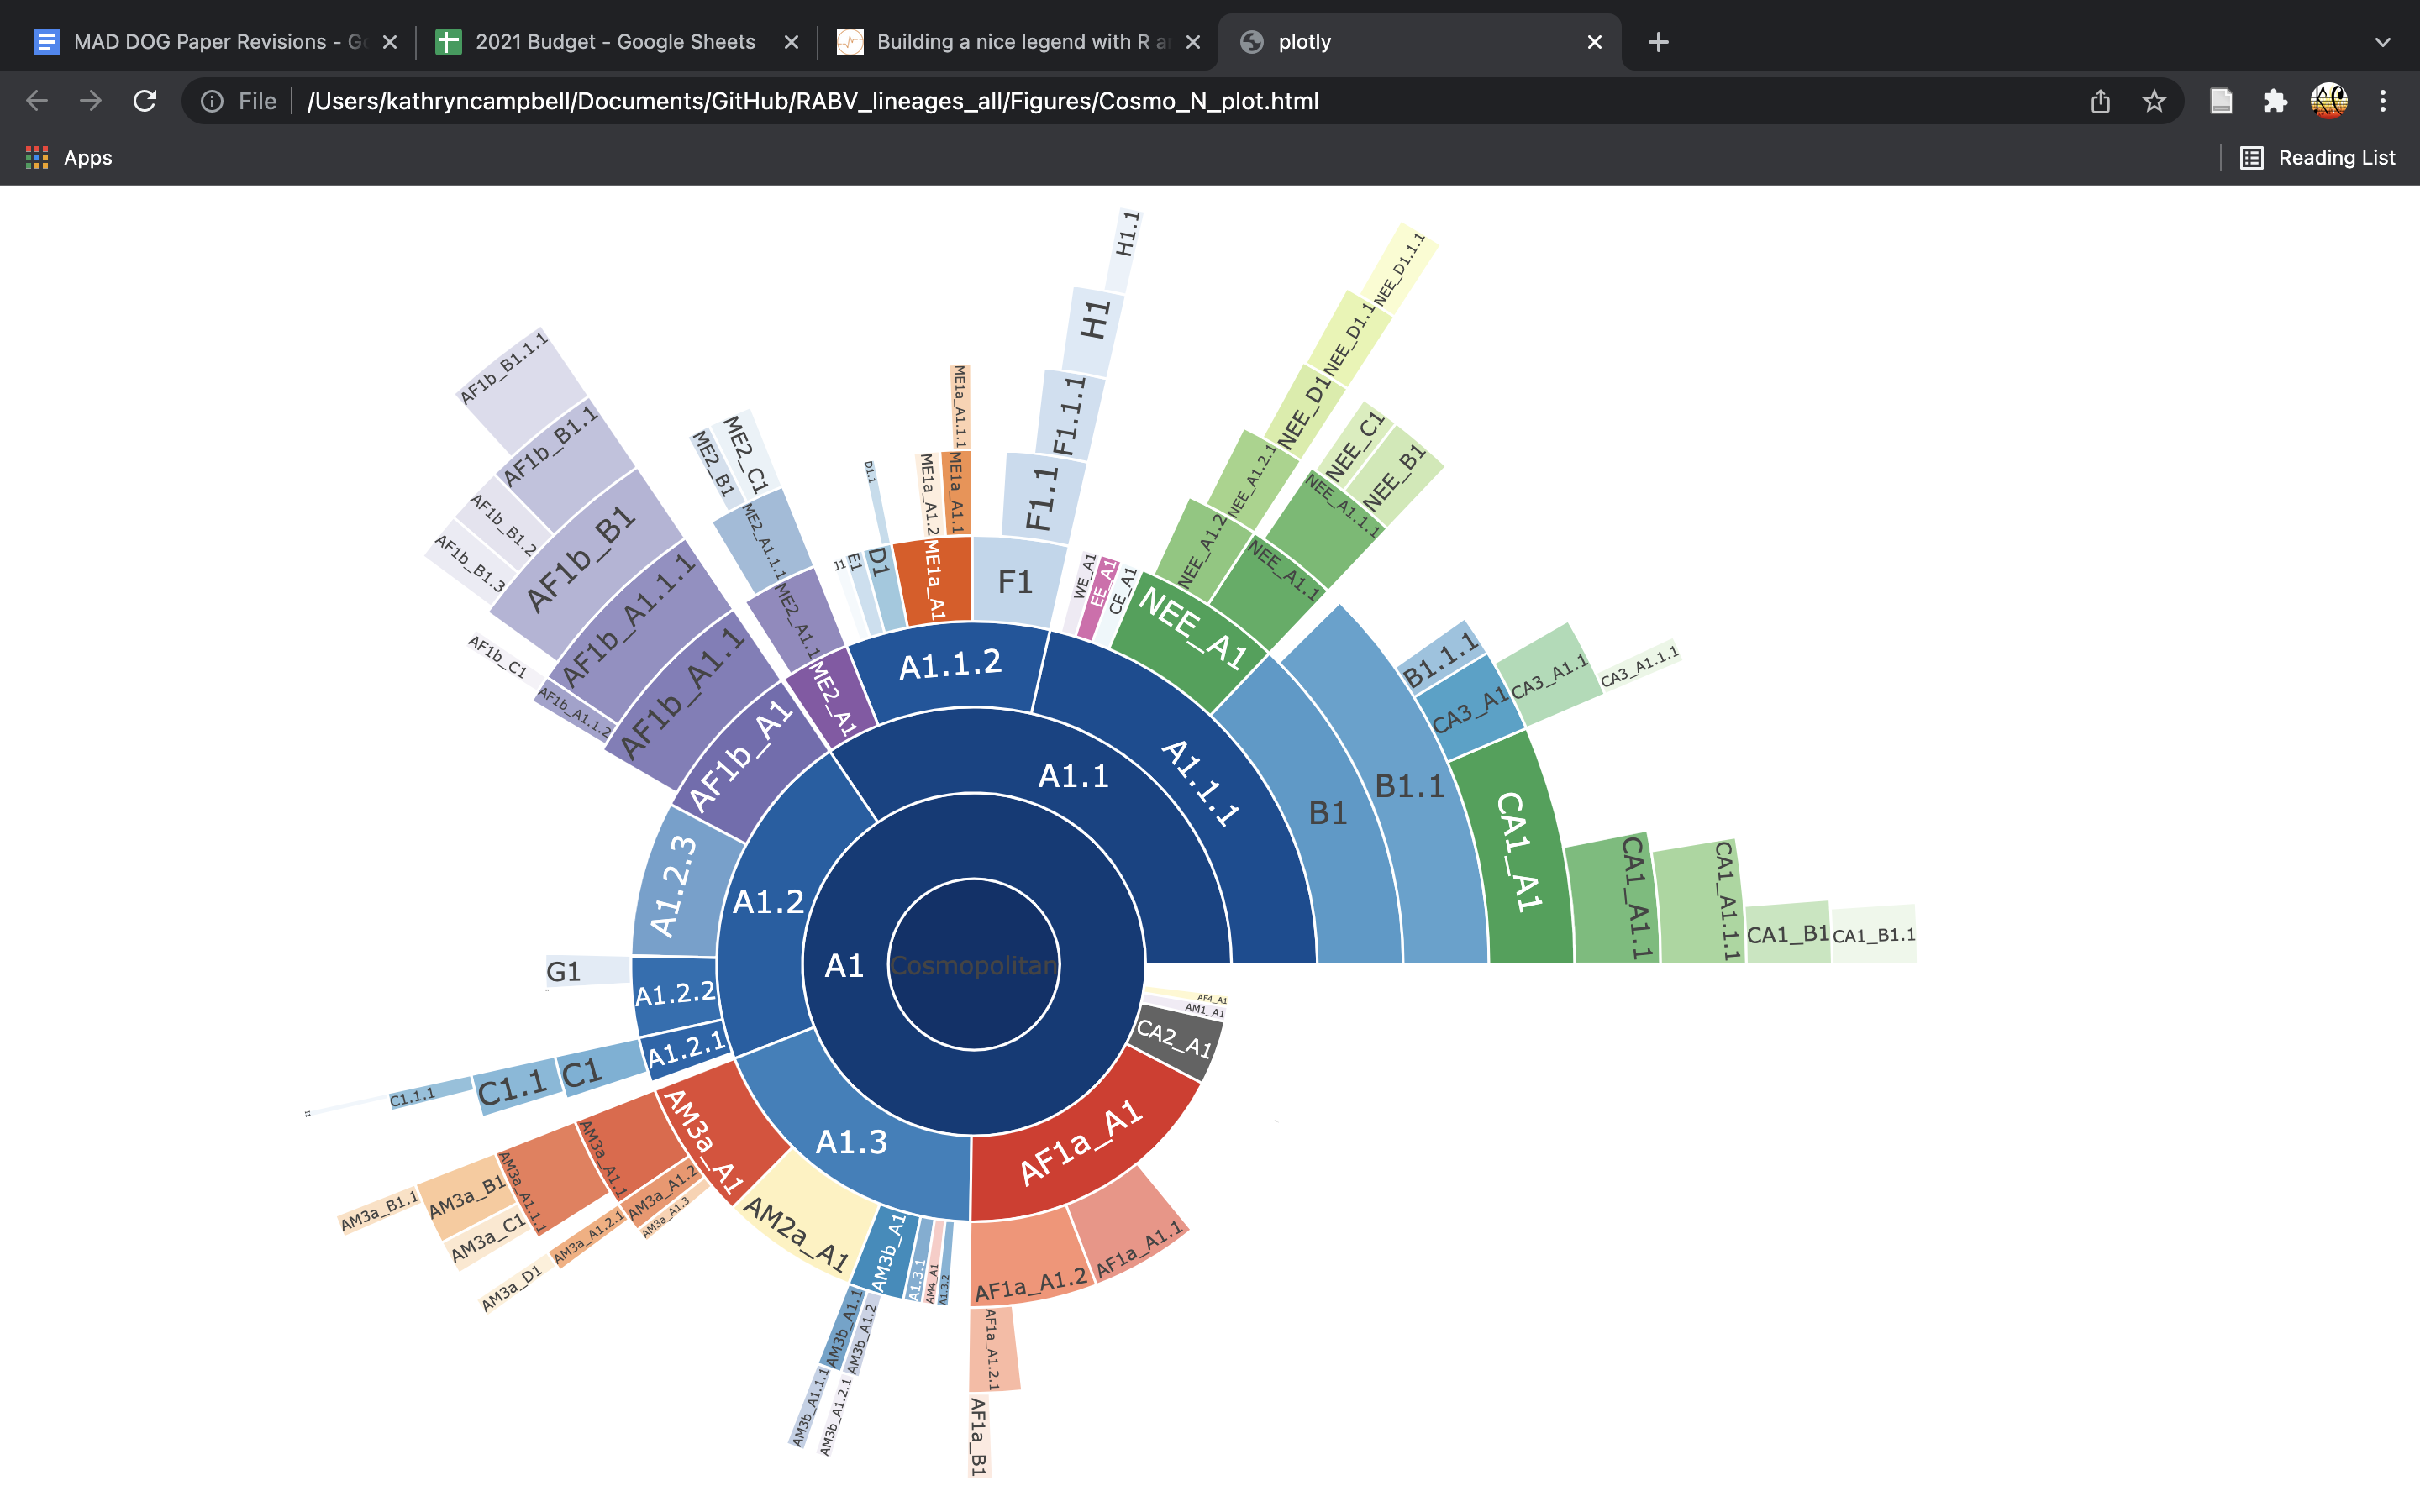 MAD DOG Paper Revisions - Go
2021 Budget - Google Sheets
Building a nice legend with R a
plotly
File
/Users/kathryncampbell/Documents/GitHub/RABV_lineages_all/Figures/Cosmo_N_plot.html
Apps
Reading List
Cosmopolitan
A1
A1.1
A1.2
A1.3
A1.1.1
A1.1.2
B1
B1.1
B1.1.1
CA3_A1
CA3_A1.1
CA3_A1.1.1
CA1_A1
CA1_A1.1
CA1_A1.1.1
CA1_B1
CA1_B1.1
NEE_A1
NEE_A1.1
NEE_A1.1.1
NEE_B1
NEE_C1
NEE_A1.2
NEE_A1.2.1
NEE_D1
NEE_D1.1
NEE_D1.1.1
CE_A1
EE_A1
WE_A1
F1
F1.1
F1.1.1
H1
H1.1
ME1a_A1
ME1a_A1.1
ME1a_A1.1.1
ME1a_A1.2
D1
D1.1
E1
J1
ME2_A1
ME2_A1.1
ME2_A1.1.1
ME2_C1
ME2_B1
AF1b_A1
AF1b_A1.1
AF1b_A1.1.1
AF1b_B1
AF1b_B1.1
AF1b_B1.1.1
AF1b_B1.2
AF1b_B1.3
AF1b_C1
AF1b_A1.1.2
A1.2.3
A1.2.2
G1
A1.2.1
C1
C1.1
C1.1.1
AM3a_A1
AM3a_A1.1
AM3a_A1.1.1
AM3a_B1
AM3a_B1.1
AM3a_C1
AM3a_A1.2
AM3a_A1.2.1
AM3a_D1
AM3a_A1.3
AM2a_A1
AM3b_A1
AM3b_A1.1
AM3b_A1.1.1
AM3b_A1.2
AM3b_A1.2.1
A1.3.1
AM4_A1
A1.3.2
AF1a_A1
AF1a_A1.2
AF1a_A1.2.1
AF1a_B1
AF1a_A1.1
CA2_A1
AM1_A1
AF4_A1